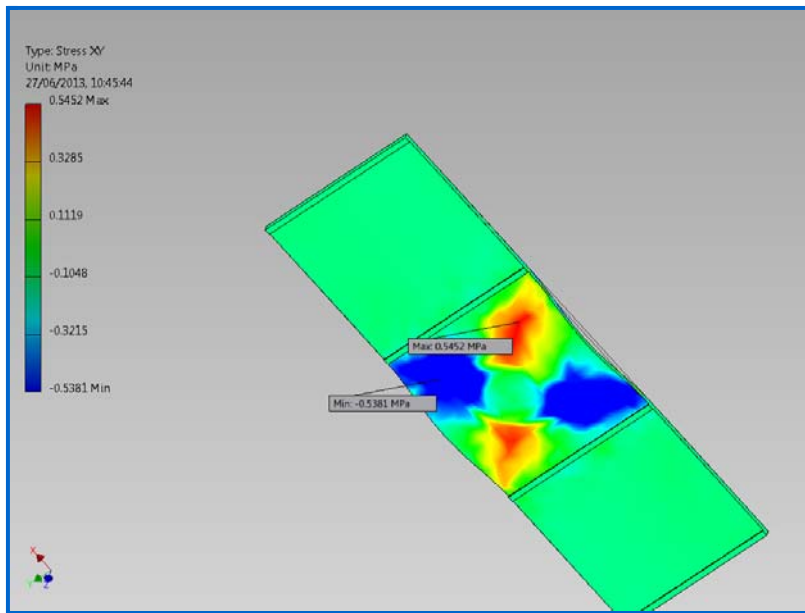 Type: Stress XY
Unit: MPa
27/06/2013, 10:45:44
0.5452 Max
0.3285
0.1119
-0.1048
-0.3215
-0.5381 Min
Max: 0.5452 MPa
Min: -0.5381 MPa
X
Y
Z